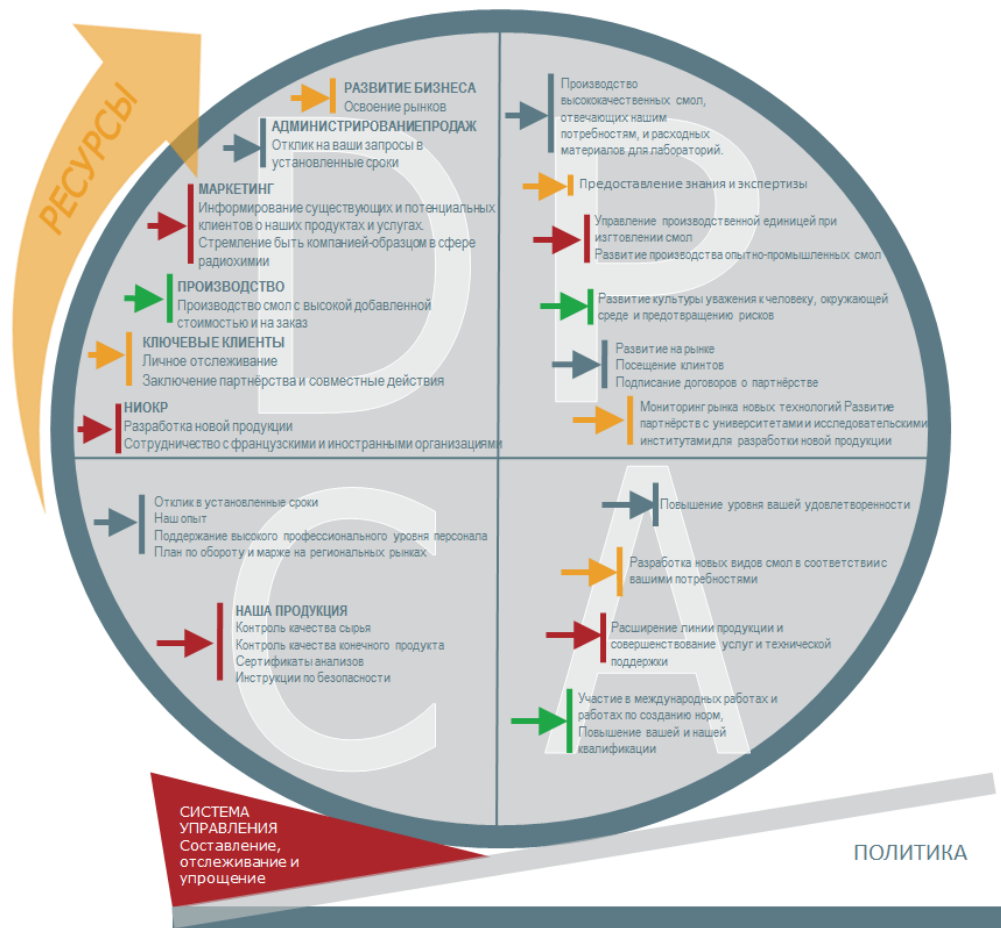 РЕСУРСЫ
D
РАЗВИТИЕ БИЗНЕСА
Освоение рынков
АДМИНИСТРИРОВАНИЕПРОДАЖ
Отклик на ваши запросы в
установленные сроки
МАРКЕТИНГ
Информирование существующих и потенциальных
клиентов о наших продуктах и услугах.
Стремление быть компанией-образцом в сфере
радиохимии
ПРОИЗВОДСТВО
Производство смол с высокой добавленной
стоимостью и на заказ
КЛЮЧЕВЫЕ КЛИЕНТЫ
Личное отслеживание
Заключение партнёрства и совместные действия
НИОКР
Разработка новой продукции
Сотрудничество с французскими и иностранными организациями
P
Производство
высококачественных смол,
отвечающих нашим
потребностям, и расходных
материалов для лабораторий.
Предоставление знания и экспертизы
Управление производственной единицей при
изгтовлении смол
Развитие производства опытно-промышленных смол
Развитие культуры уважения к человеку, окружающей
среде и предотвращению рисков
Развитие на рынке
Посещение клинтов
Подписание договоров о партнёрстве
Мониторинг рынка новых технологий Развитие
партнёрств с университетами и исследовательскими
институтами для разработки новой продукции
C
Отклик в установленные сроки
Наш опыт
Поддержание высокого профессионального уровня персонала
План по обороту и марже на региональных рынках
НАША ПРОДУКЦИЯ
Контроль качества сырья
Контроль качества конечного продукта
Сертификаты анализов
Инструкции по безопасности
A
Повышение уровня вашей удовлетворенности
Разработка новых видов смол в соответствии с
вашими потребностями
Расширение линии продукции и
совершенствование услуг и технической
поддержки
Участие в международных работах и
работах по созданию норм,
Повышение вашей и нашей
квалификации
СИСТЕМА
УПРАВЛЕНИЯ
Составление,
отслеживание и
упрощение
ПОЛИТИКА